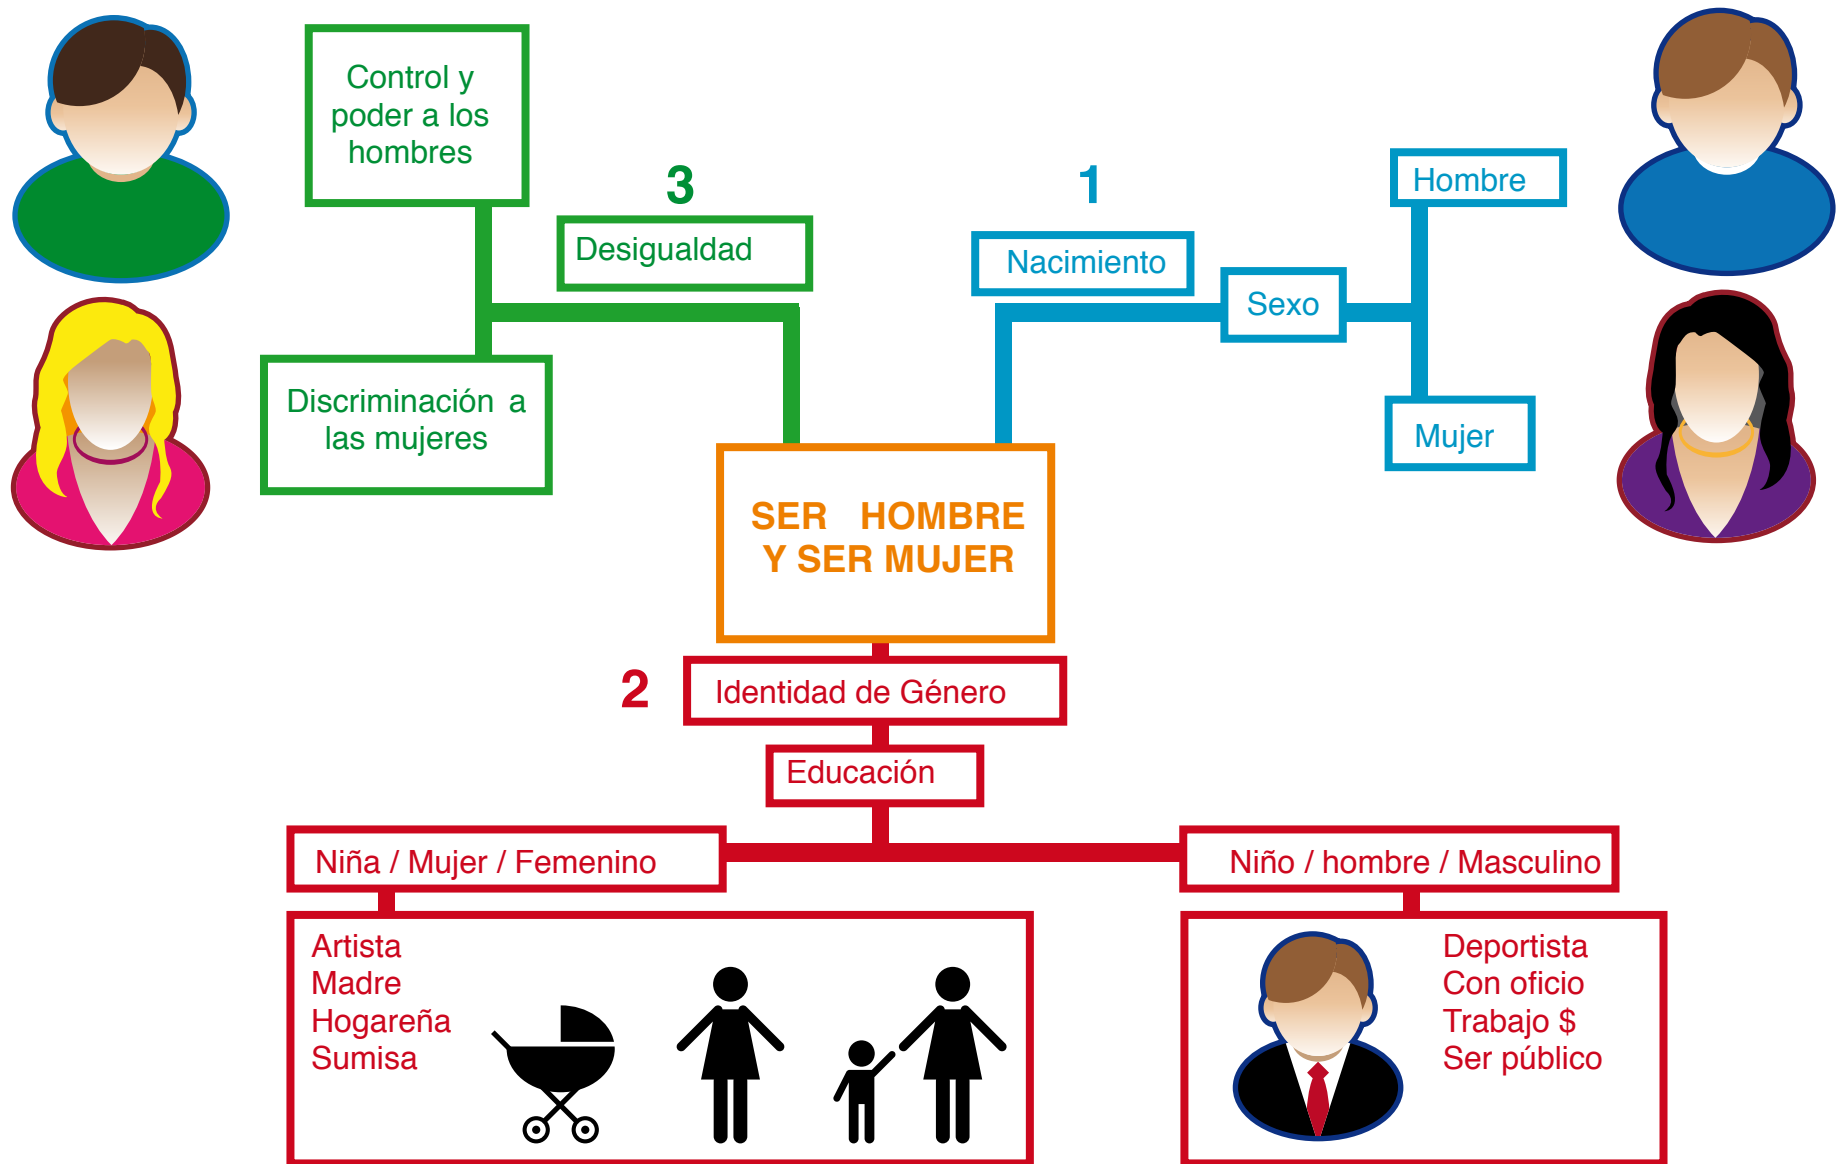 Control y
poder a los
hombres
3
Desigualdad
Discriminación a
las mujeres
1
Nacimiento
Sexo
Hombre
Mujer
SER HOMBRE
Y SER MUJER
2
Identidad de Género
Educación
Niña / Mujer / Femenino
Artista
Madre
Hogareña
Sumisa
Niño / hombre / Masculino
Deportista
Con oficio
Trabajo $
Ser público